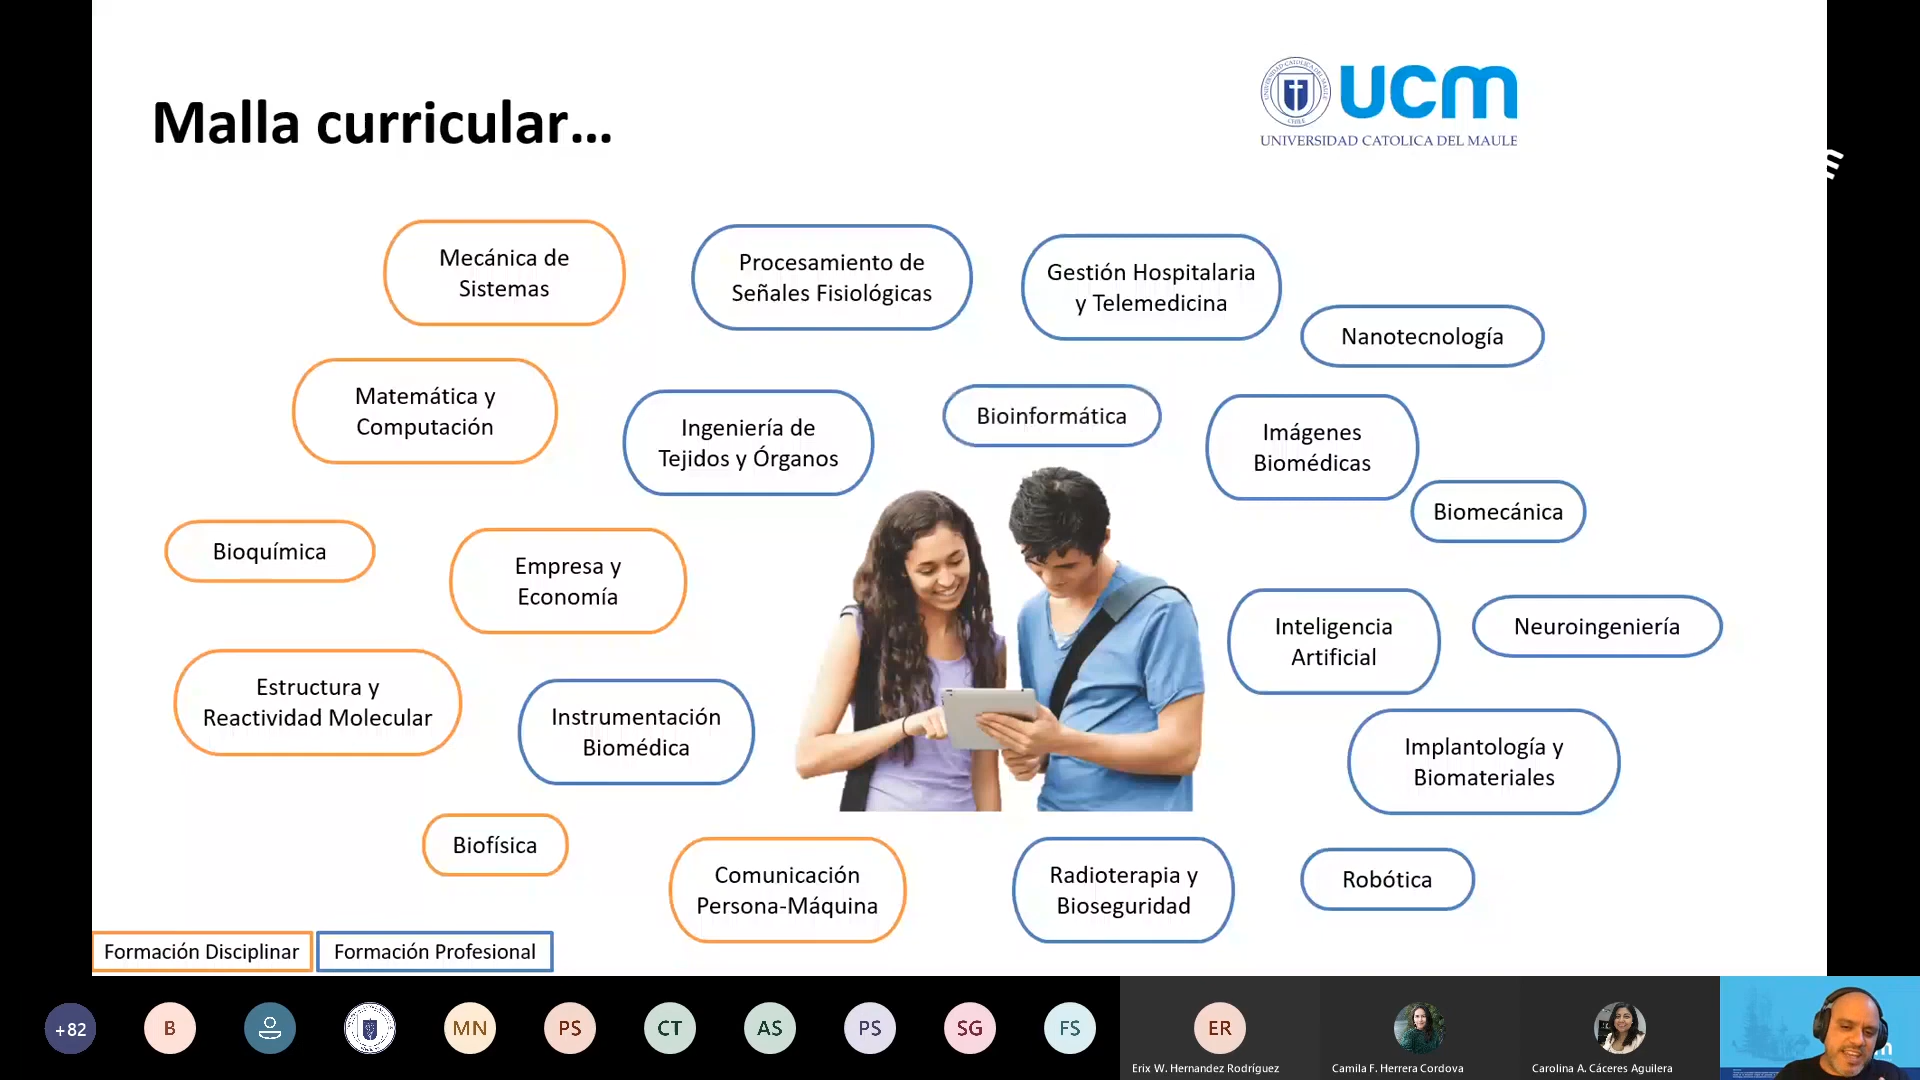 Malla curricular...
ucm
UNIVERSIDAD CATOLICA DEL MAULE
Mecánica de
Sistemas
Procesamiento de
Señales Fisiológicas
Gestión Hospitalaria
y Telemedicina
Nanotecnología
Matemática y
Computación
Ingeniería de
Tejidos y Órganos
Bioinformática
Imágenes
Biomédicas
Biomecánica
Bioquímica
Empresa y
Economía
Inteligencia
Artificial
Neuroingeniería
Estructura y
Reactividad Molecular
Instrumentación
Biomédica
Implantología y
Biomateriales
Biofísica
Comunicación
Persona-Máquina
Radioterapia y
Bioseguridad
Robótica
Formación Disciplinar
Formación Profesional
+82
B
MN
PS
CT
AS
PS
SG
FS
ER
Erix W. Hernandez Rodríguez
Camila F. Herrera Cordova
Carolina A. Cáceres Aguilera